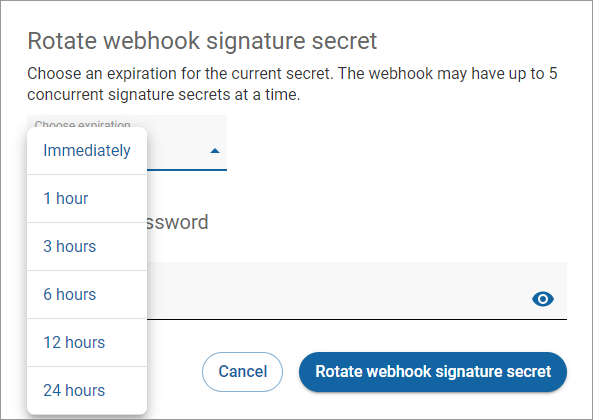 Rotate webhook signature secret
Choose an expiration for the current secret. The webhook may have up to 5
concurrent signature secrets at a time.
Choose expiration
Immediately
1 hour
ssword
3 hours
6 hours
12 hours
Cancel
Rotate webhook signature secret
24 hours